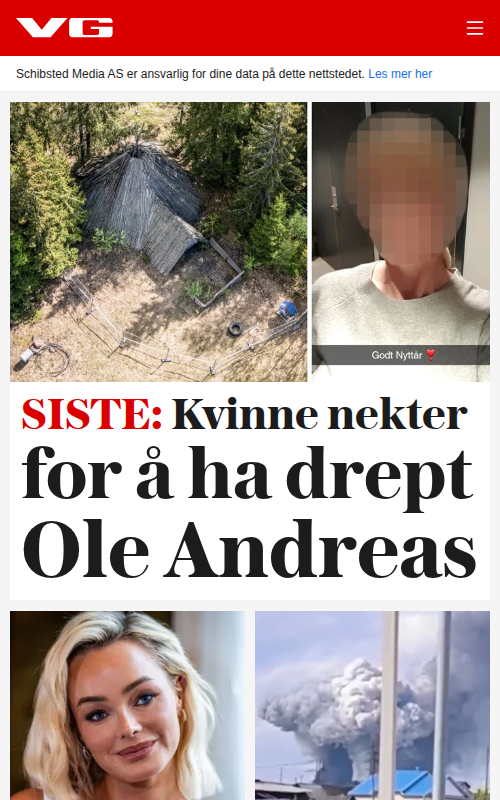 VG
Schibsted Media AS er ansvarlig for dine data på dette nettstedet. Les mer her
Godt Nyttår ❣️
SISTE: Kvinne nekter
for å ha drept
Ole Andreas